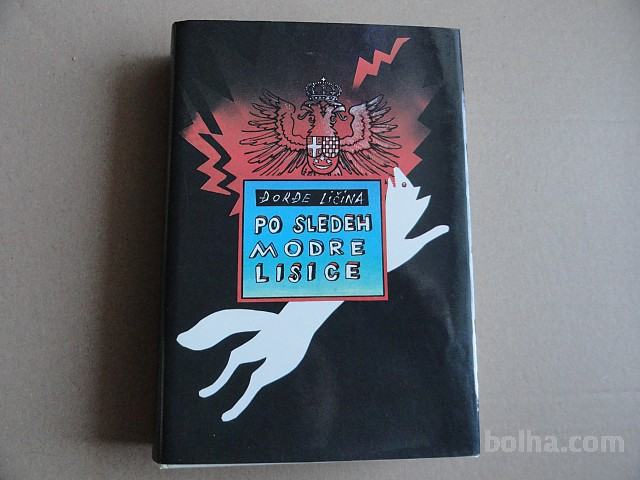 ĐORĐE LIČINA
PO SLEDEH
MODRE
LISICE
bolha.com